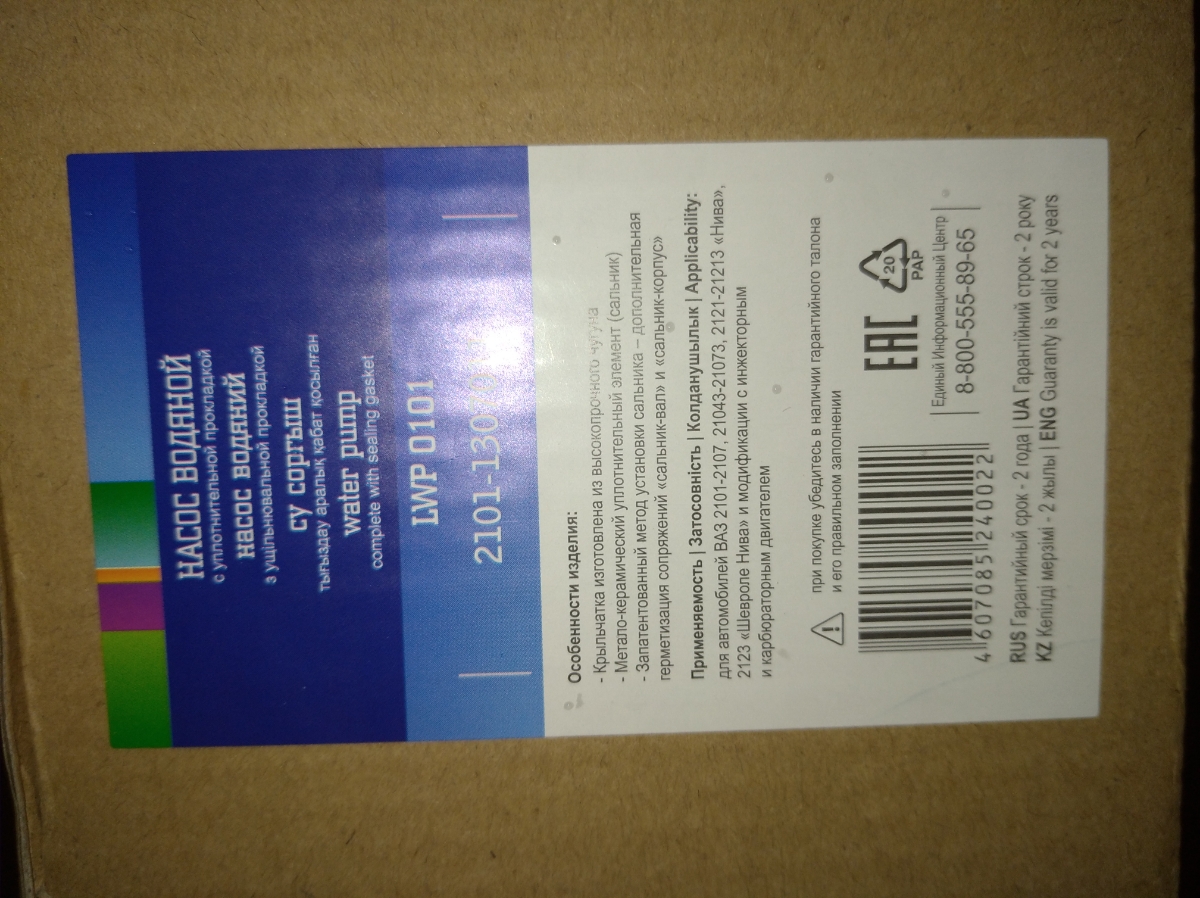 НАСОС ВОДЯНОЙ
с уплотнительной прокладкой
насос водяний
з ущільнювальной прокладкой
су сорғыш
тығыздау аралық қабат қосылған
water pump
complete with sealing gasket
LWP 0101
2101-1307
Особенности изделия:
- Крыльчатка изготовлена из высокопрочного чугуна
- Метало-керамический уплотнительный элемент (сальник)
- Запатентованный метод установки сальника – дополнительная
герметизация сопряжений «сальник-вал» и «сальник-корпус»
Применяемость | Затосовність | Колданушылык | Applicability:
для автомобилей ВАЗ 2101-2107, 21043-21073, 2121-21213 «Нива»,
2123 «Шевроле Нива» и модификации с инжекторным
и карбюраторным двигателем
при покупке убедитесь в наличии гарантийного талона
и его правильном заполнении
4 607085 240022
EAC
20
PAP
Единый Информационный Центр
8-800-555-89-65
RUS Гарантийный срок - 2 года | UA Гарантійний строк - 2 року
KZ Кепілді мерзімі - 2 жылы | ENG Guaranty is valid for 2 years